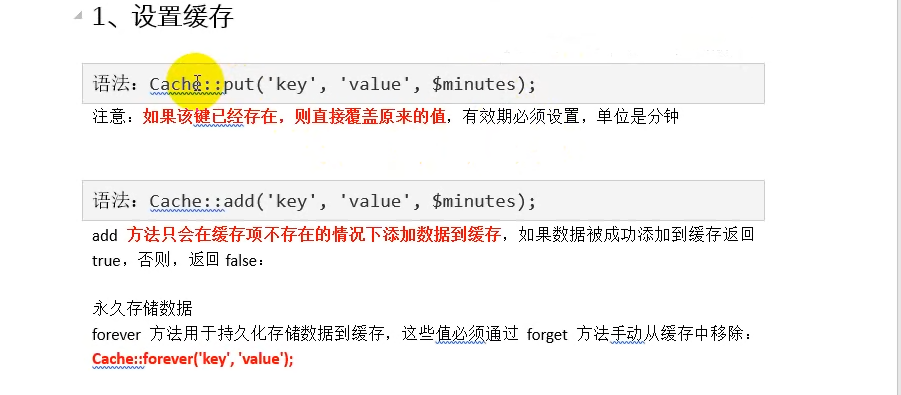 1、设置缓存
语法：Cache::put('key', 'value', $minutes);
注意：如果该键已经存在，则直接覆盖原来的值，有效期必须设置，单位是分钟
语法：Cache::add('key', 'value', $minutes);
add 方法只会在缓存项不存在的情况下添加数据到缓存，如果数据被成功添加到缓存返回
true，否则，返回 false：
永久存储数据
forever 方法用于持久化存储数据到缓存，这些值必须通过 forget 方法手动从缓存中移除：
Cache::forever('key', 'value');